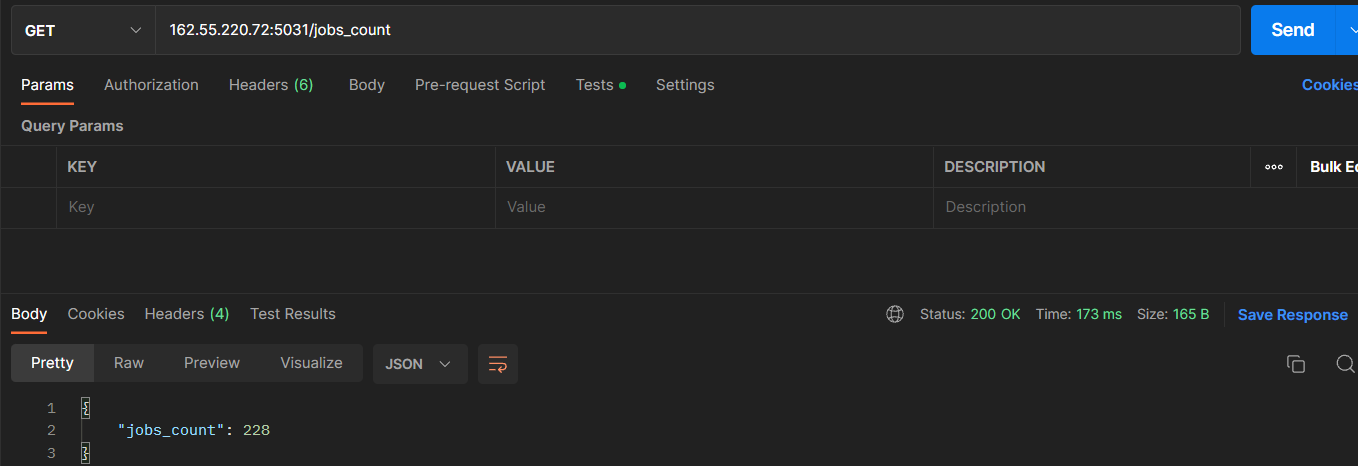 GET 162.55.220.72:5031/jobs_count Send
Params Authorization Headers (6) Body Pre-request Script Tests Settings Cookies
Query Params
KEY VALUE DESCRIPTION ooo Bulk Ed
Key Value Description
Body Cookies Headers (4) Test Results Status: 200 OK Time: 173 ms Size: 165 B Save Response
Pretty Raw Preview Visualize JSON
1 {
2 "jobs_count": 228
3 }